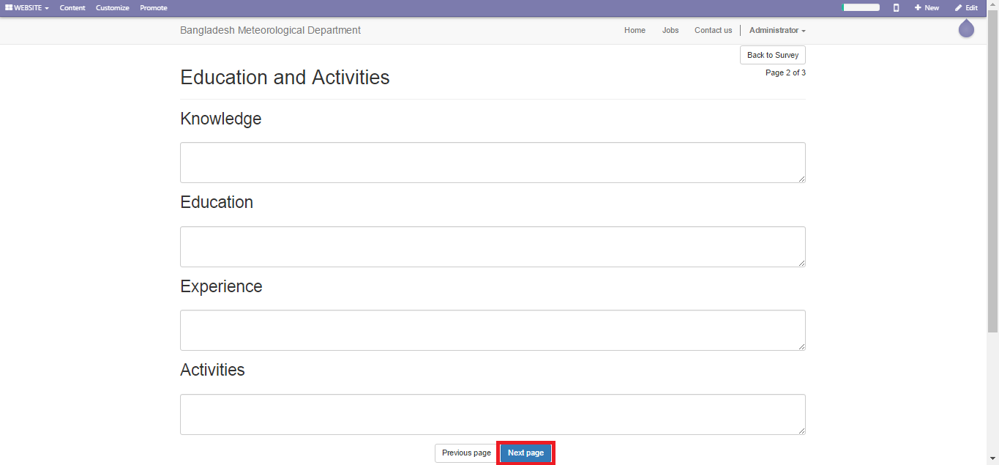 WEBSITE Content Customize Promote New Edit
Bangladesh Meteorological Department Home Jobs Contact us Administrator
Back to Survey
Education and Activities Page 2 of 3
Knowledge
Education
Experience
Activities
Previous page Next page